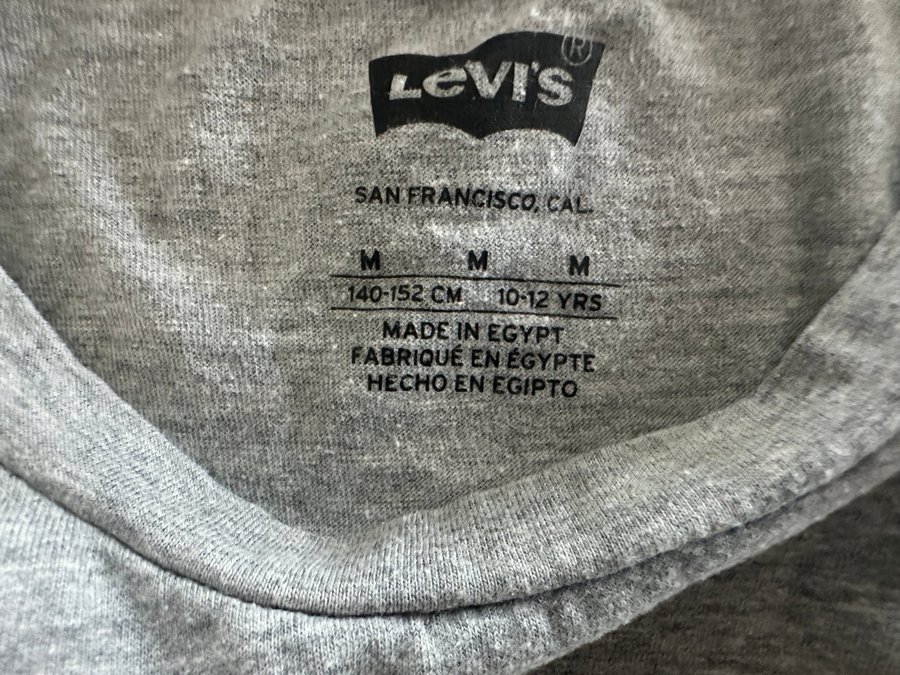 LEVI'S®
SAN FRANCISCO, CAL.
M M M
140-152 CM 10-12 YRS
MADE IN EGYPT
FABRIQUÉ EN ÉGYPTE
HECHO EN EGIPTO